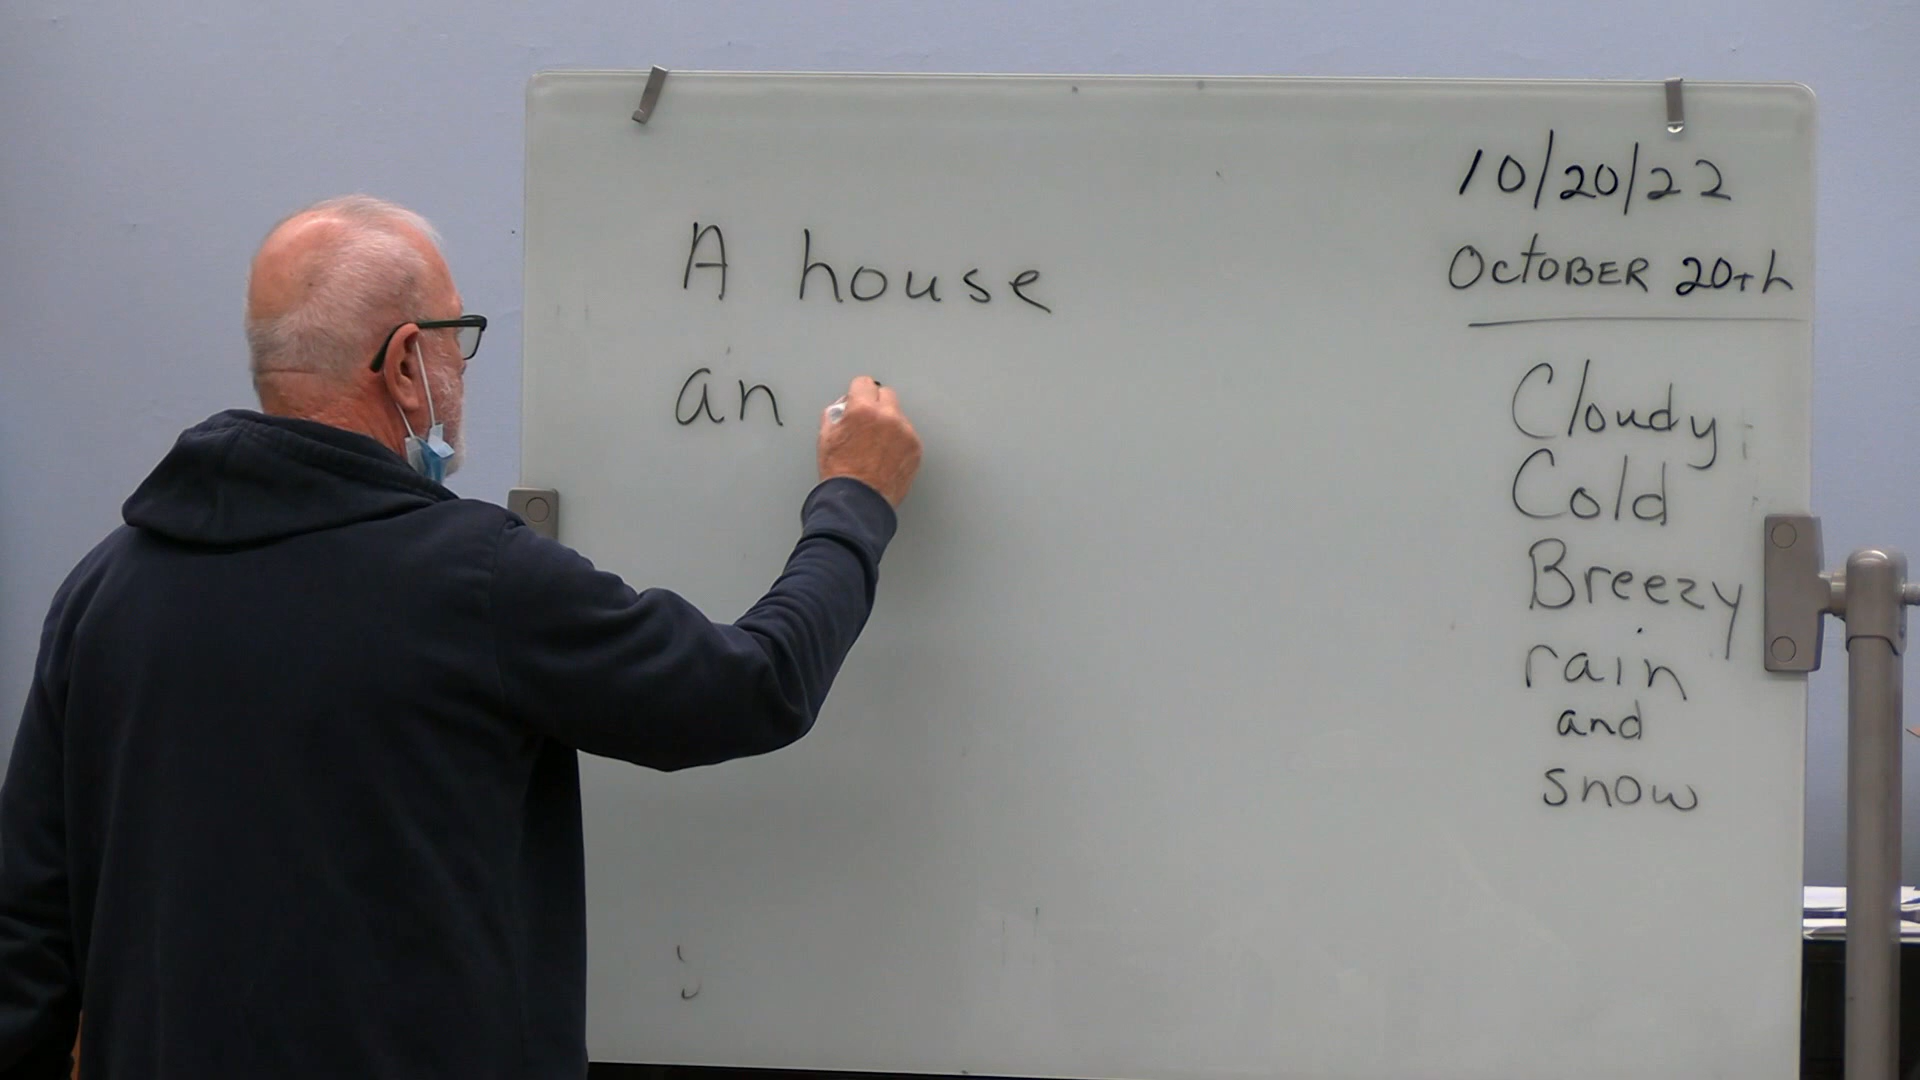 A house
an
10/20/22
OCTOBER 20th
Cloudy
Cold
Breezy
rain
and
snow